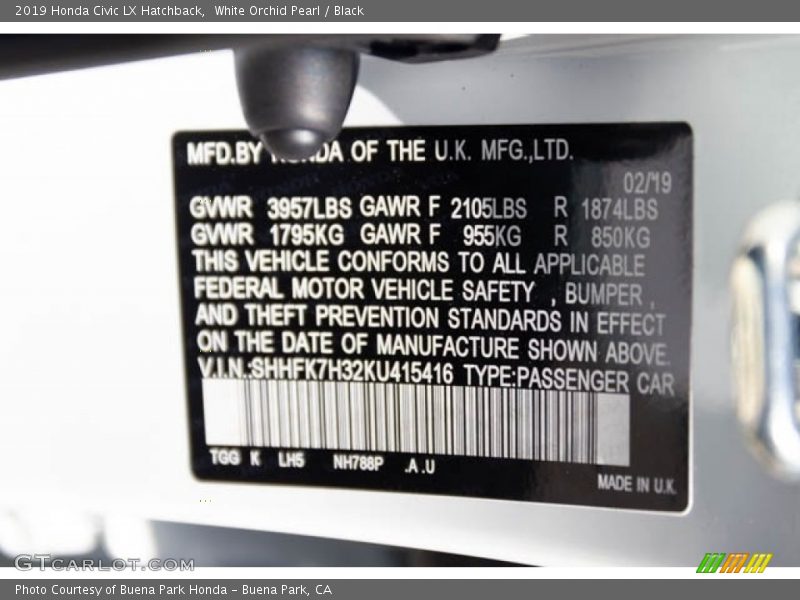 2019 Honda Civic LX Hatchback,  White Orchid Pearl / Black
MFD.BY HONDA OF THE U.K. MFG.,LTD.
02/19
GVWR 3957LBS GAWR F 2105LBS R 1874LBS
GVWR 1795KG GAWR F 955KG R 850KG
THIS VEHICLE CONFORMS TO ALL APPLICABLE
FEDERAL MOTOR VEHICLE SAFETY , BUMPER ,
AND THEFT PREVENTION STANDARDS IN EFFECT
ON THE DATE OF MANUFACTURE SHOWN ABOVE.
V.I.N:SHHFK7H32KU415416 TYPE:PASSENGER CAR
TGG K LH5 NH788P .A .U
MADE IN U.K.
GTCARLOT.COM
Photo Courtesy of Buena Park Honda – Buena Park, CA